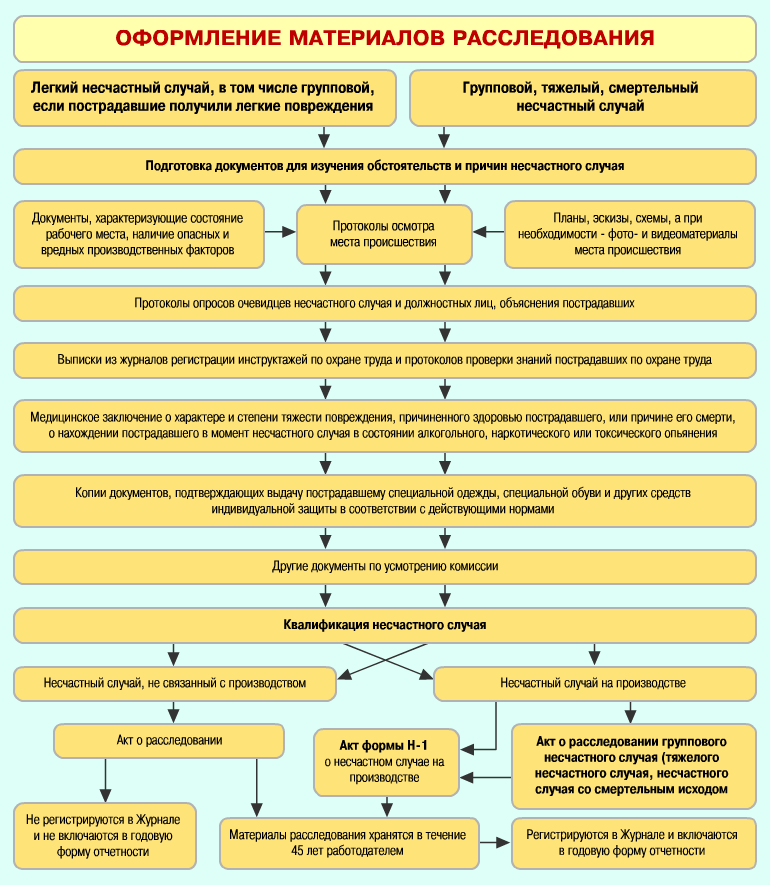 ОФОРМЛЕНИЕ МАТЕРИАЛОВ РАССЛЕДОВАНИЯ
Легкий несчастный случай, в том числе групповой,
если пострадавшие получили легкие повреждения
Групповой, тяжелый, смертельный
несчастный случай
Подготовка документов для изучения обстоятельств и причин несчастного случая
Документы, характеризующие состояние
рабочего места, наличие опасных и
вредных производственных факторов
Протоколы осмотра
места происшествия
Планы, эскизы, схемы, а при
необходимости - фото- и видеоматериалы
места происшествия
Протоколы опросов очевидцев несчастного случая и должностных лиц, объяснения пострадавших
Выписки из журналов регистрации инструктажей по охране труда и протоколов проверки знаний пострадавших по охране труда
Медицинское заключение о характере и степени тяжести повреждения, причиненного здоровью пострадавшего, или причине его смерти,
о нахождении пострадавшего в момент несчастного случая в состоянии алкогольного, наркотического или токсического опьянения
Копии документов, подтверждающих выдачу пострадавшему специальной одежды, специальной обуви и других средств
индивидуальной защиты в соответствии с действующими нормами
Другие документы по усмотрению комиссии
Квалификация несчастного случая
Несчастный случай, не связанный с производством
Несчастный случай на производстве
Акт о расследовании
Акт формы Н-1
о несчастном случае на
производстве
Акт о расследовании группового
несчастного случая (тяжелого
несчастного случая, несчастного
случая со смертельным исходом
Не регистрируются в Журнале
и не включаются в годовую
форму отчетности
Материалы расследования хранятся в течение
45 лет работодателем
Регистрируются в Журнале и включаются
в годовую форму отчетности